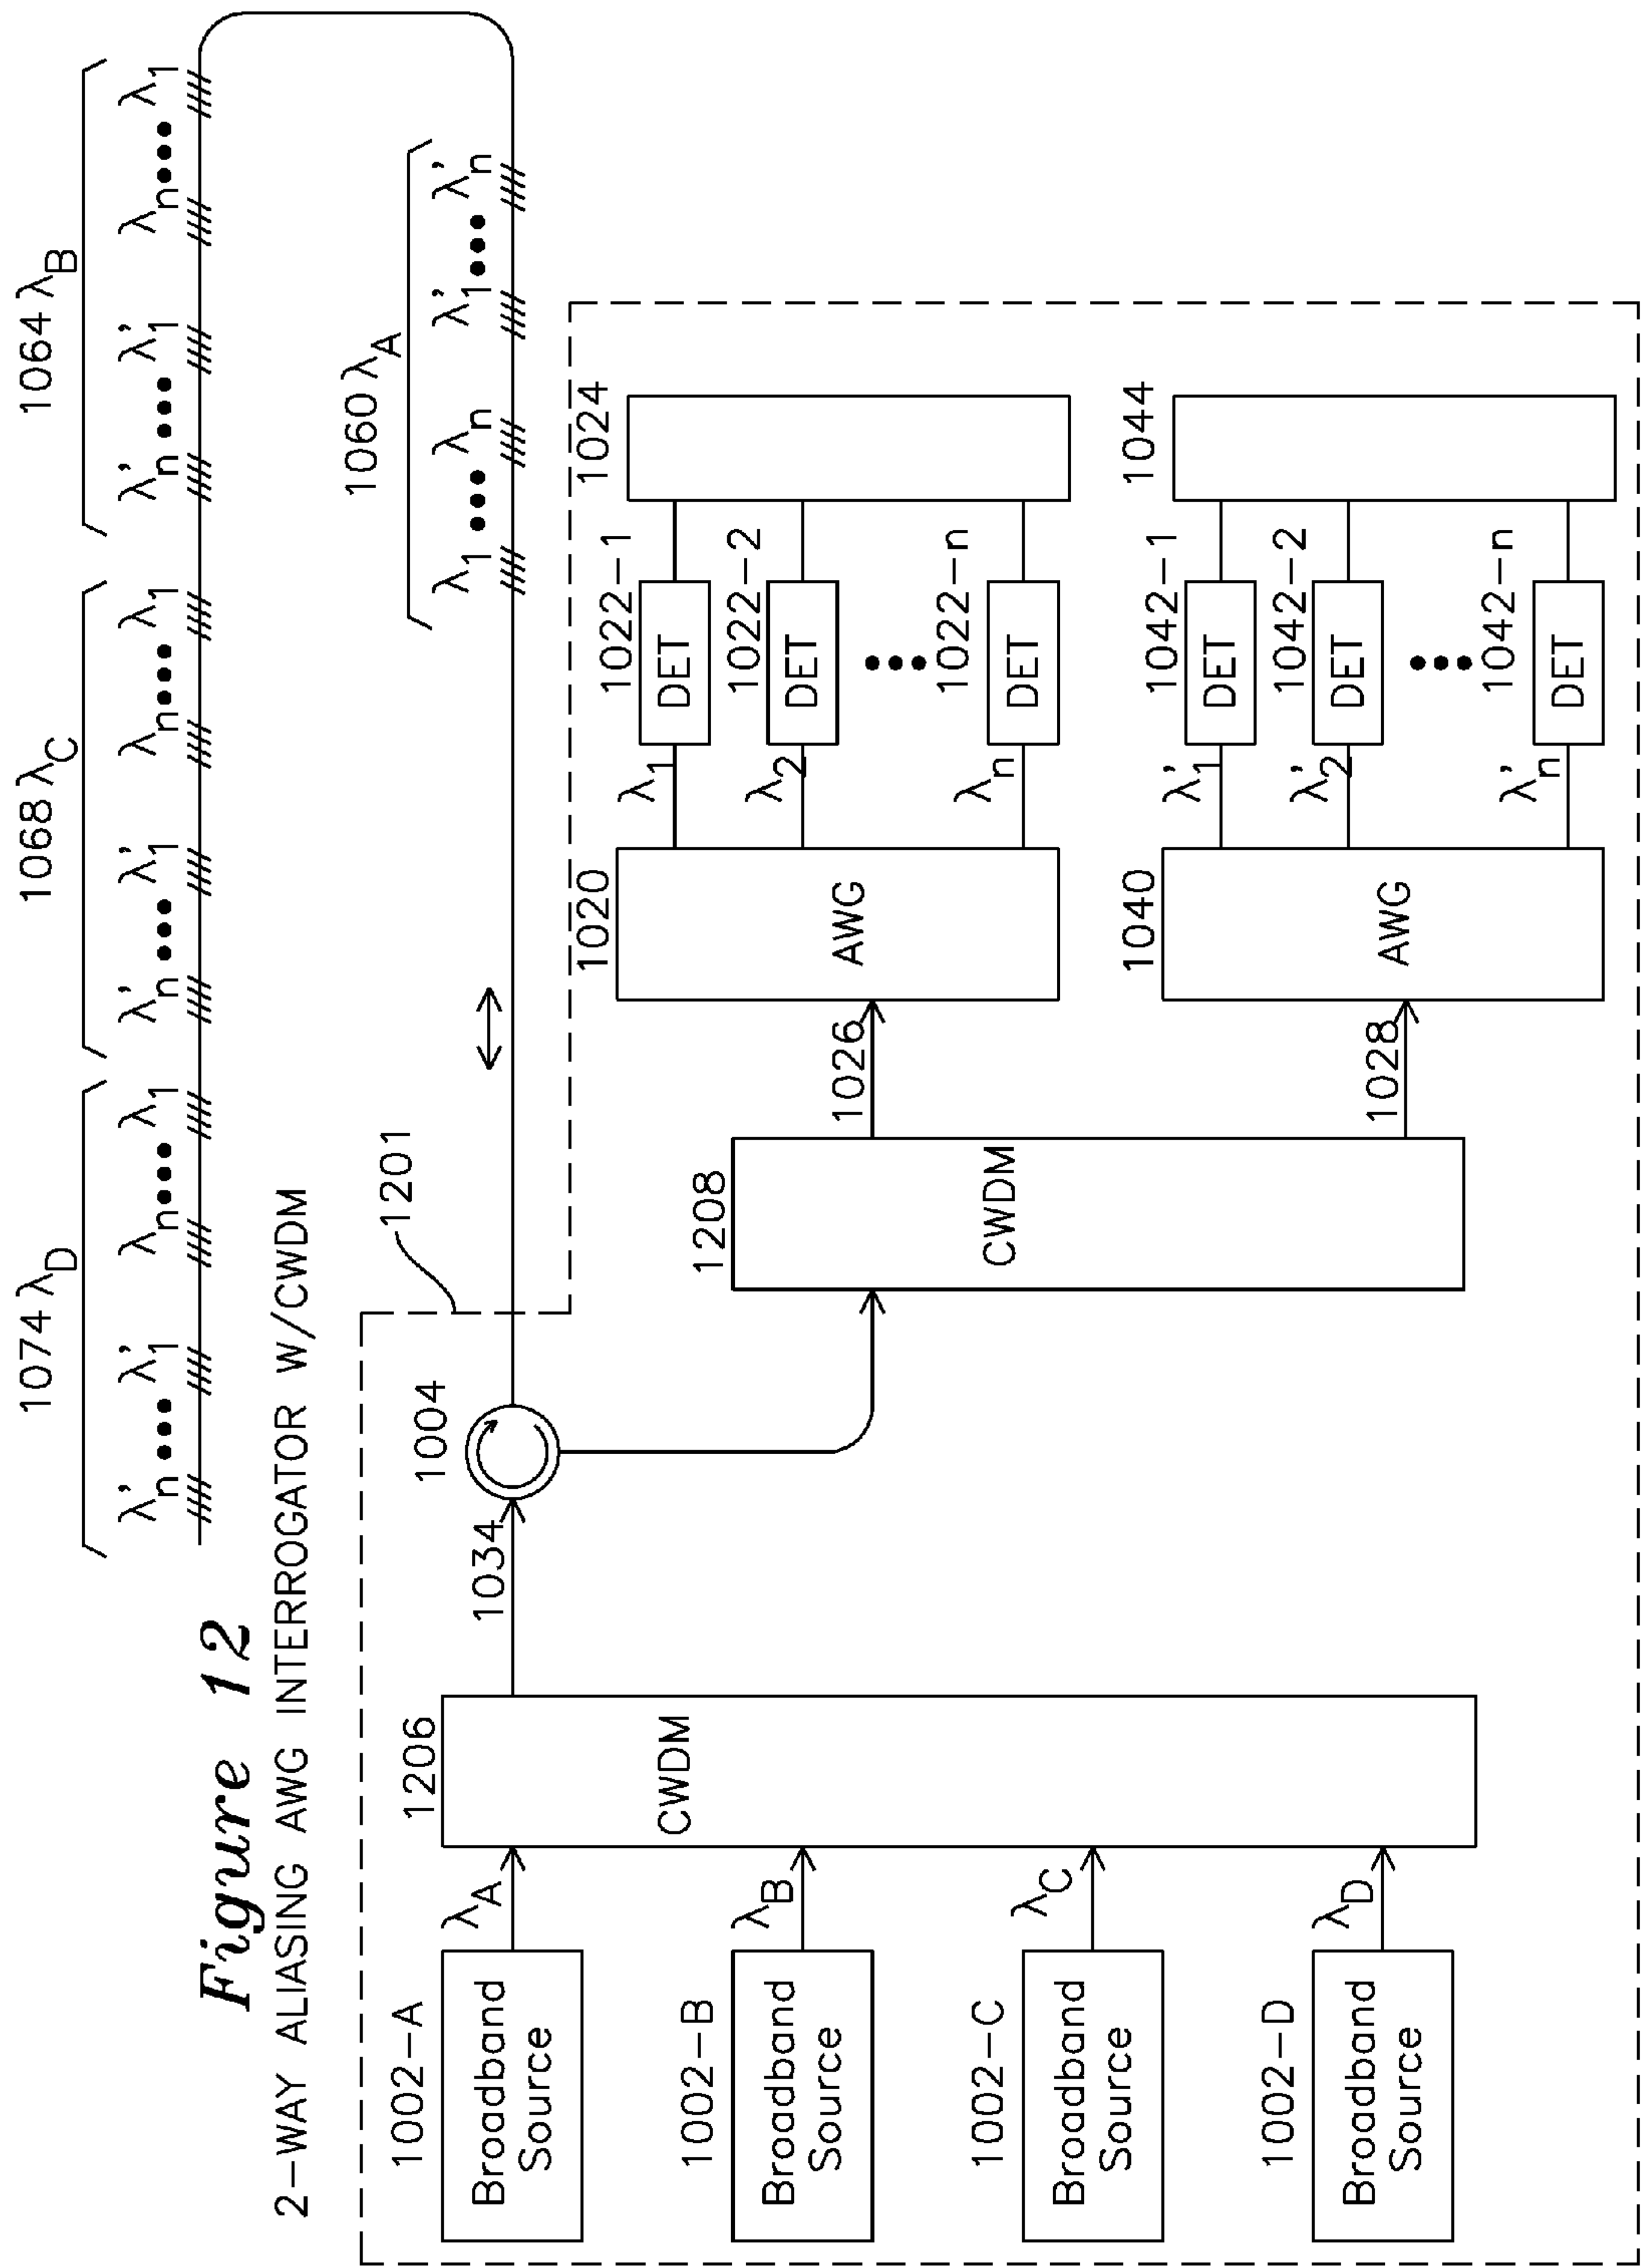 Figure 12
2-WAY ALIASING AWG INTERROGATOR W/CWDM
1074 λD
1068 λC
1064 λB
λ'n λ'1 λn λ1
λ'n λ'1 λn λ1
λ'n λ'1 λn λ1
1060 λA
λ1 λn λ'1 λ'n
1201
1002-A
Broadband
Source
λA
1002-B
Broadband
Source
λB
1002-C
Broadband
Source
λC
1002-D
Broadband
Source
λD
1206
CWDM
1034
1004
1208
CWDM
1026
1028
1020
AWG
λ1
1022-1
DET
λ2
1022-2
DET
λn
1022-n
DET
1024
1040
AWG
λ'1
1042-1
DET
λ'2
1042-2
DET
λ'n
1042-n
DET
1044